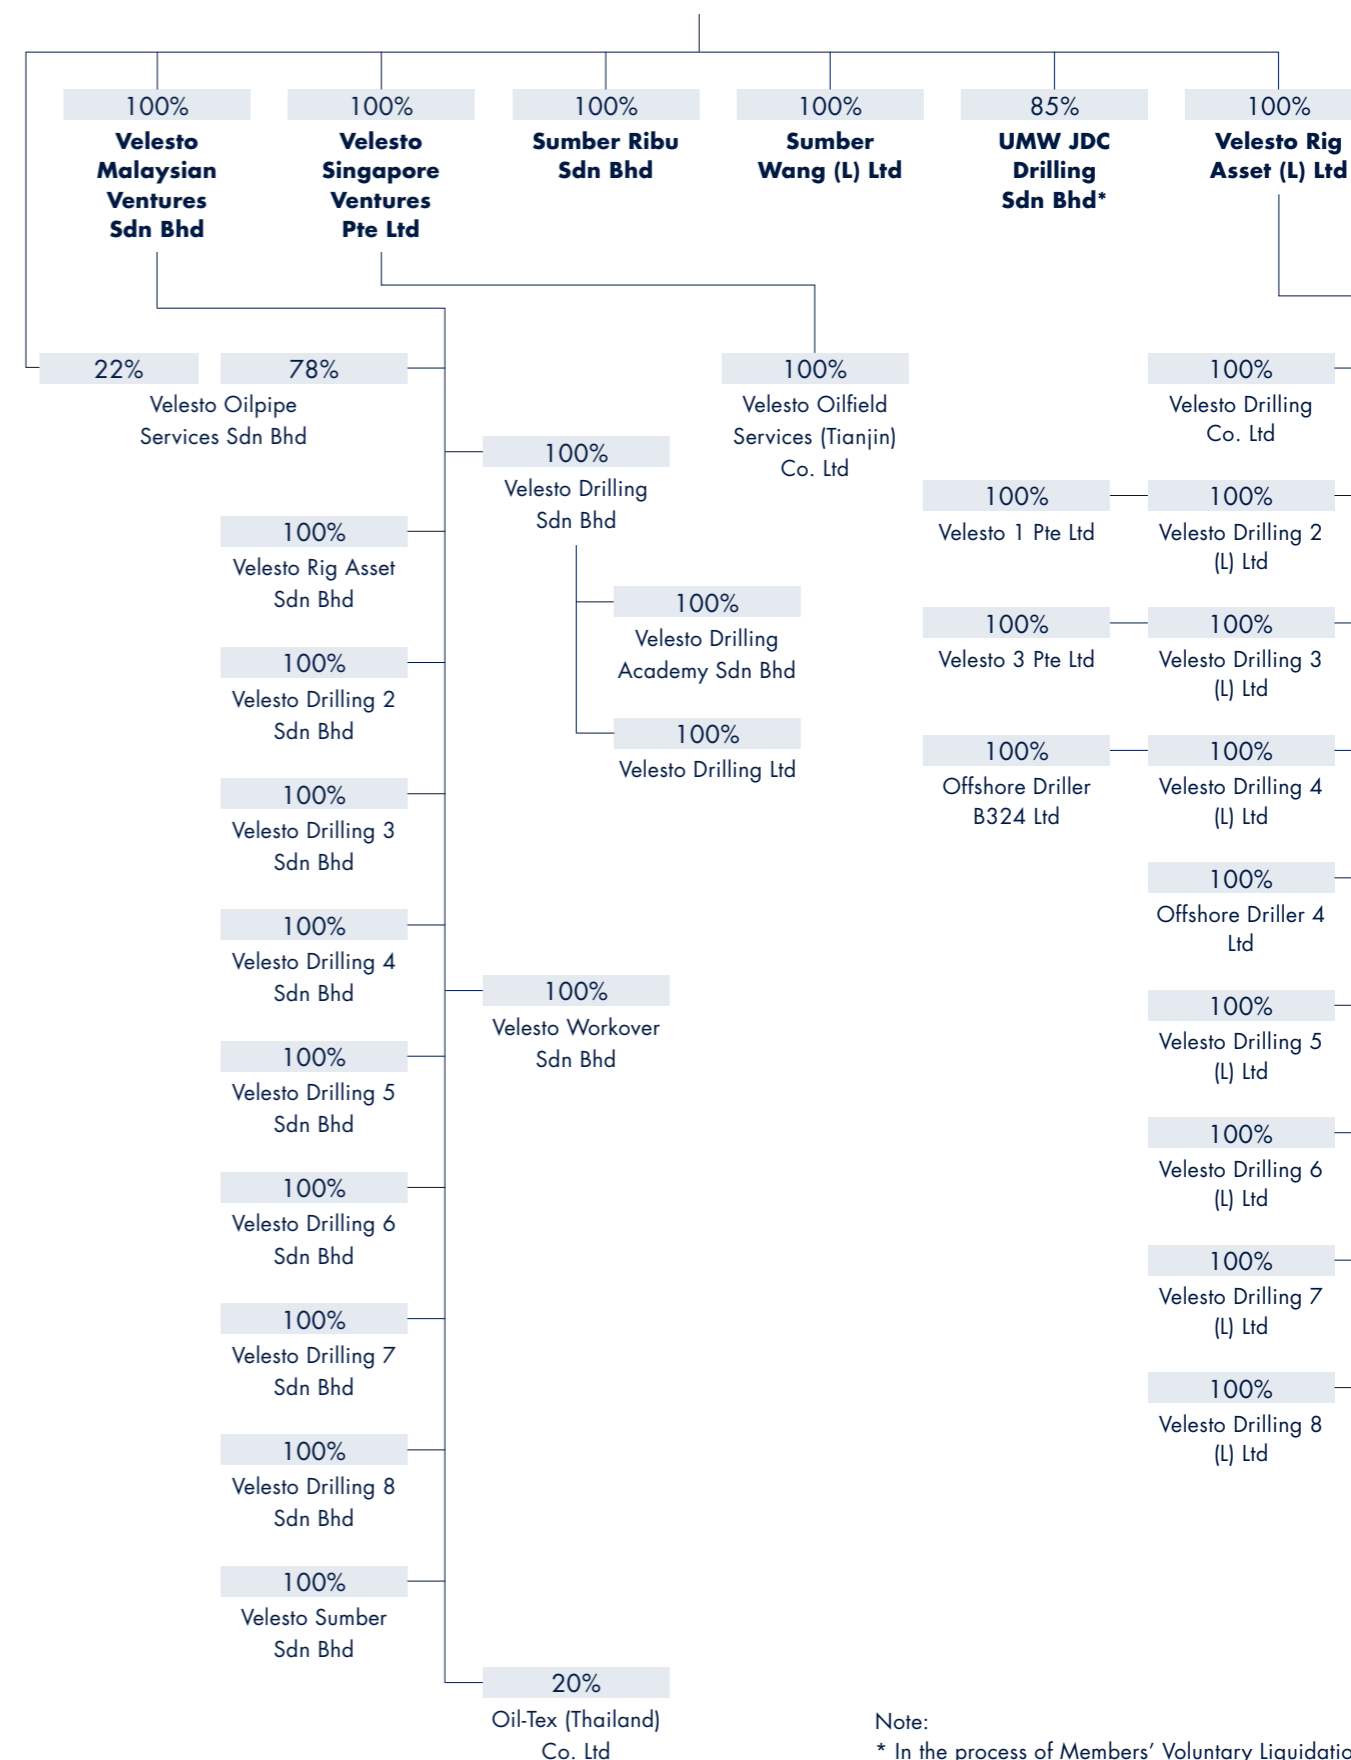 100%
Velesto
Malaysian
Ventures
Sdn Bhd
100%
Velesto
Singapore
Ventures
Pte Ltd
100%
Sumber Ribu
Sdn Bhd
100%
Sumber
Wang (L) Ltd
85%
UMW JDC
Drilling
Sdn Bhd*
100%
Velesto Rig
Asset (L) Ltd
22%
78%
Velesto Oilpipe
Services Sdn Bhd
100%
Velesto Rig Asset
Sdn Bhd
100%
Velesto Drilling 2
Sdn Bhd
100%
Velesto Drilling 3
Sdn Bhd
100%
Velesto Drilling 4
Sdn Bhd
100%
Velesto Drilling 5
Sdn Bhd
100%
Velesto Drilling 6
Sdn Bhd
100%
Velesto Drilling 7
Sdn Bhd
100%
Velesto Drilling 8
Sdn Bhd
100%
Velesto Sumber
Sdn Bhd
100%
Velesto Drilling
Sdn Bhd
100%
Velesto Drilling
Academy Sdn Bhd
100%
Velesto Drilling Ltd
100%
Velesto Workover
Sdn Bhd
20%
Oil-Tex (Thailand)
Co. Ltd
100%
Velesto Oilfield
Services (Tianjin)
Co. Ltd
100%
Velesto Drilling
Co. Ltd
100%
Velesto 1 Pte Ltd
100%
Velesto Drilling 2
(L) Ltd
100%
Velesto 3 Pte Ltd
100%
Velesto Drilling 3
(L) Ltd
100%
Offshore Driller
B324 Ltd
100%
Velesto Drilling 4
(L) Ltd
100%
Offshore Driller 4
Ltd
100%
Velesto Drilling 5
(L) Ltd
100%
Velesto Drilling 6
(L) Ltd
100%
Velesto Drilling 7
(L) Ltd
100%
Velesto Drilling 8
(L) Ltd
Note:
* In the process of Members' Voluntary Liquidatio